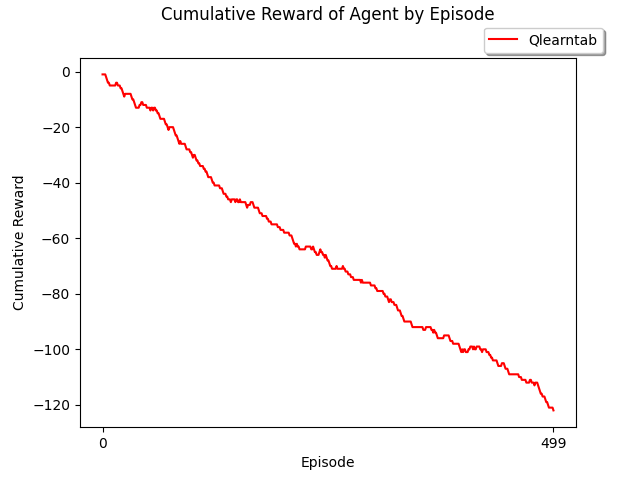 Cumulative Reward of Agent by Episode
Qlearntab
0
−20
−40
−60
−80
−100
−120
Cumulative Reward
0 499
Episode